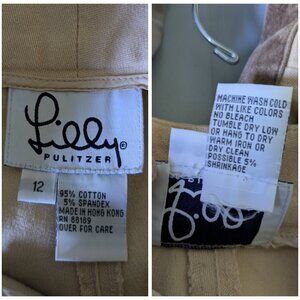 Lilly®
PULITZER
12
95% COTTON
5% SPANDEX
MADE IN HONG KONG
RN 88189
OVER FOR CARE
MACHINE WASH COLD
WITH LIKE COLORS
NO BLEACH
TUMBLE DRY LOW
OR HANG TO DRY
WARM IRON OR
DRY CLEAN
POSSIBLE 5%
SHRINKAGE